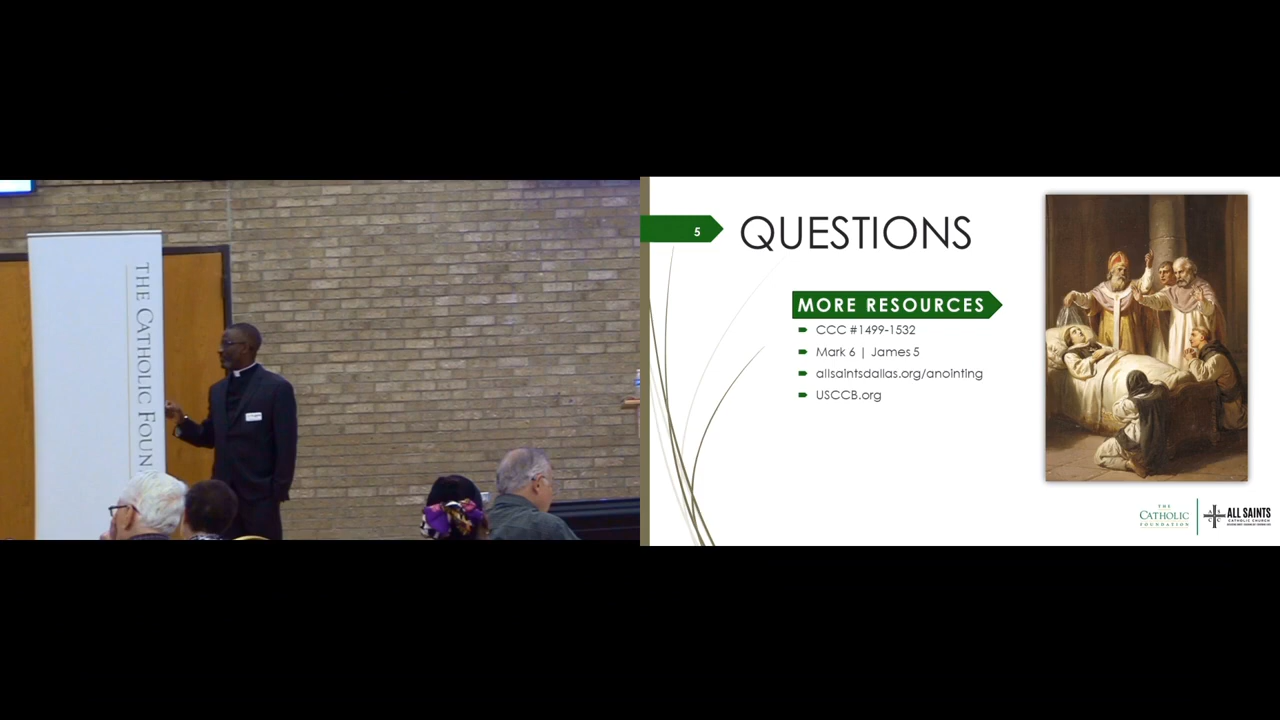 THE CATHOLIC FOUN
5
QUESTIONS
MORE RESOURCES
CCC #1499-1532
Mark 6 | James 5
allsaintsdallas.org/anointing
USCCB.org
THE
CATHOLIC
FOUNDATION
ALL SAINTS
CATHOLIC CHURCH